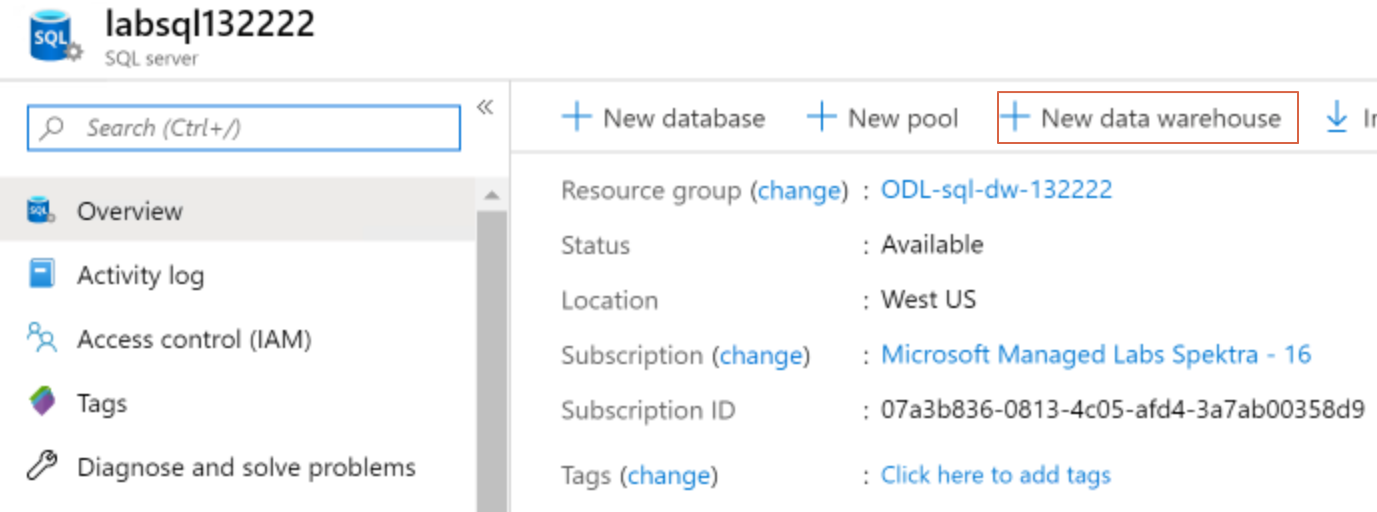 SQL
labsql132222
SQL server
Search (Ctrl+/)
«
New database
New pool
New data warehouse
SQL
Overview
Activity log
Access control (IAM)
Tags
Diagnose and solve problems
Resource group (change) : ODL-sql-dw-132222
Status : Available
Location : West US
Subscription (change) : Microsoft Managed Labs Spektra - 16
Subscription ID : 07a3b836-0813-4c05-afd4-3a7ab00358d9
Tags (change) : Click here to add tags